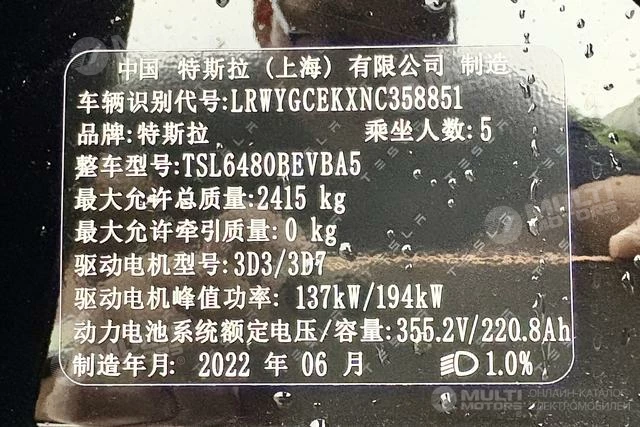 中国 特斯拉 (上海) 有限公司 制造
车辆识别代号:LRWYGCEKXNC358851
品牌:特斯拉 乘坐人数:5
整车型号:TSL6480BEVBA5
最大允许总质量:2415 kg
最大允许牵引质量: 0 kg
驱动电机型号:3D3/3D7
驱动电机峰值功率: 137kW/194kW
动力电池系统额定电压/容量:355.2V/220.8Ah
制造年月: 2022 年 06 月 1.0%
MULTI MOTORS
ОНЛАЙН-КАТАЛОГ
ЭЛЕКТРОМОБИЛЕЙ